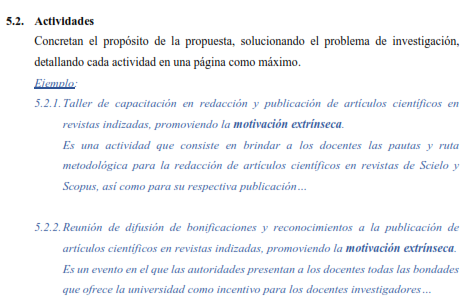 5.2. Actividades
Concretan el propósito de la propuesta, solucionando el problema de investigación,
detallando cada actividad en una página como máximo.
Ejemplo:
5.2.1. Taller de capacitación en redacción y publicación de artículos científicos en
revistas indizadas, promoviendo la motivación extrínseca.
Es una actividad que consiste en brindar a los docentes las pautas y ruta
metodológica para la redacción de artículos científicos en revistas de Scielo y
Scopus, así como para su respectiva publicación…
5.2.2. Reunión de difusión de bonificaciones y reconocimientos a la publicación de
artículos científicos en revistas indizadas, promoviendo la motivación extrínseca.
Es un evento en el que las autoridades presentan a los docentes todas las bondades
que ofrece la universidad como incentivo para los docentes investigadores…